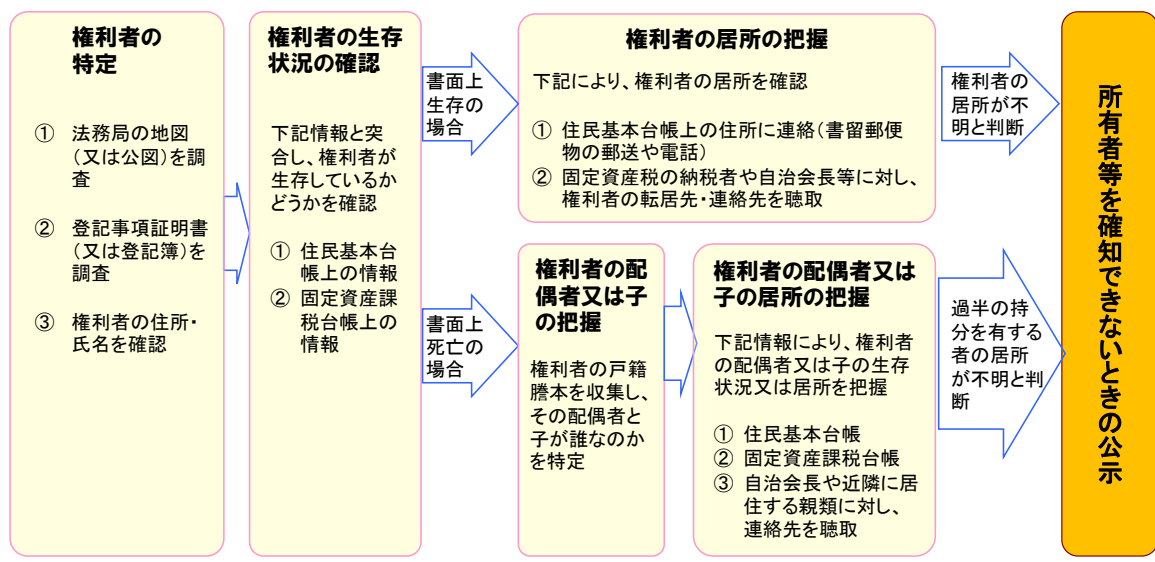 権利者の
特定
① 法務局の地図
（又は公図）を調
査
② 登記事項証明書
（又は登記簿）を
調査
③ 権利者の住所・
氏名を確認
権利者の生存
状況の確認
下記情報と突
合し、権利者が
生存しているか
どうかを確認
① 住民基本台
帳上の情報
② 固定資産課
税台帳上の
情報
書面上
生存の
場合
権利者の居所の把握
下記により、権利者の居所を確認
① 住民基本台帳上の住所に連絡（書留郵便
物の郵送や電話）
② 固定資産税の納税者や自治会長等に対し、
権利者の転居先・連絡先を聴取
権利者の
居所が不
明と判断
書面上
死亡の
場合
権利者の配
偶者又は子
の把握
権利者の戸籍
謄本を収集し、
その配偶者と
子が誰なのか
を特定
権利者の配偶者又は
子の居所の把握
下記情報により、権利者
の配偶者又は子の生存
状況又は居所を把握
① 住民基本台帳
② 固定資産課税台帳
③ 自治会長や近隣に居
住する親類に対し、
連絡先を聴取
過半の持
分を有する
者の居所
が不明と判
断
所有者等を確知できないときの公示